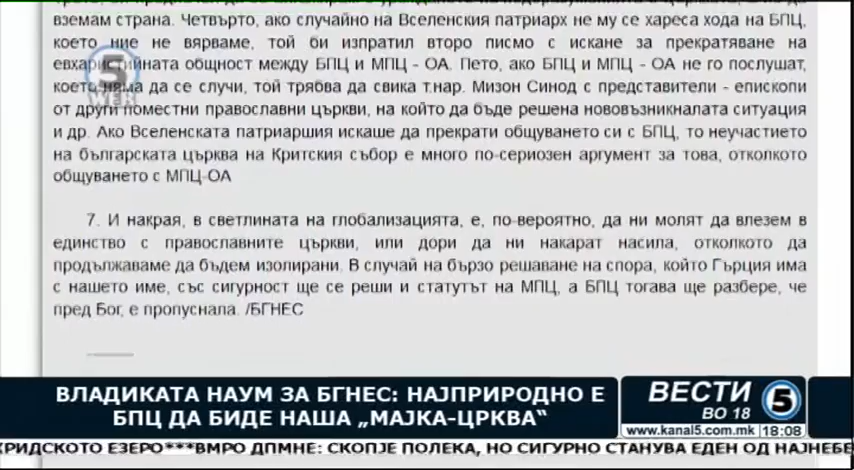 вземам страна. Четвърто, ако случайно на Вселенския патриарх не му се хареса хода на БПЦ,
което ние не вярваме, той би изпратил второ писмо с искане за прекратяване на
евхаристийната общност между БПЦ и МПЦ - ОА. Пето, ако БПЦ и МПЦ - ОА не го послушат,
което няма да се случи, той трябва да свика т.нар. Мизон Синод с представители - епископи
от други поместни православни църкви, на който да бъде решена нововъзникналата ситуация
и др. Ако Вселенската патриаршия искаше да прекрати общуването си с БПЦ, то неучастието
на българската църква на Критския събор е много по-сериозен аргумент за това, отколкото
общуването с МПЦ-ОА
7. И накрая, в светлината на глобализацията, е, по-вероятно, да ни молят да влезем в
единство с православните църкви, или дори да ни накарат насила, отколкото да
продължаваме да бъдем изолирани. В случай на бързо решаване на спора, който Гърция има
с нашето име, със сигурност ще се реши и статутът на МПЦ, а БПЦ тогава ще разбере, че
пред Бог, е пропуснала. /БГНЕС
5
WEB
ВЛАДИКАТА НАУМ ЗА БГНЕС: НАЈПРИРОДНО Е
БПЦ ДА БИДЕ НАША „МАЈКА-ЦРКВА“
ВЕСТИ
ВО 18
5
www.kanal5.com.mk
18:08
ХРИДСКОТО ЕЗЕРО***ВМРО ДПМНЕ: СКОПЈЕ ПОЛЕКА, НО СИГУРНО СТАНУВА ЕДЕН ОД НАЈНЕБЕ